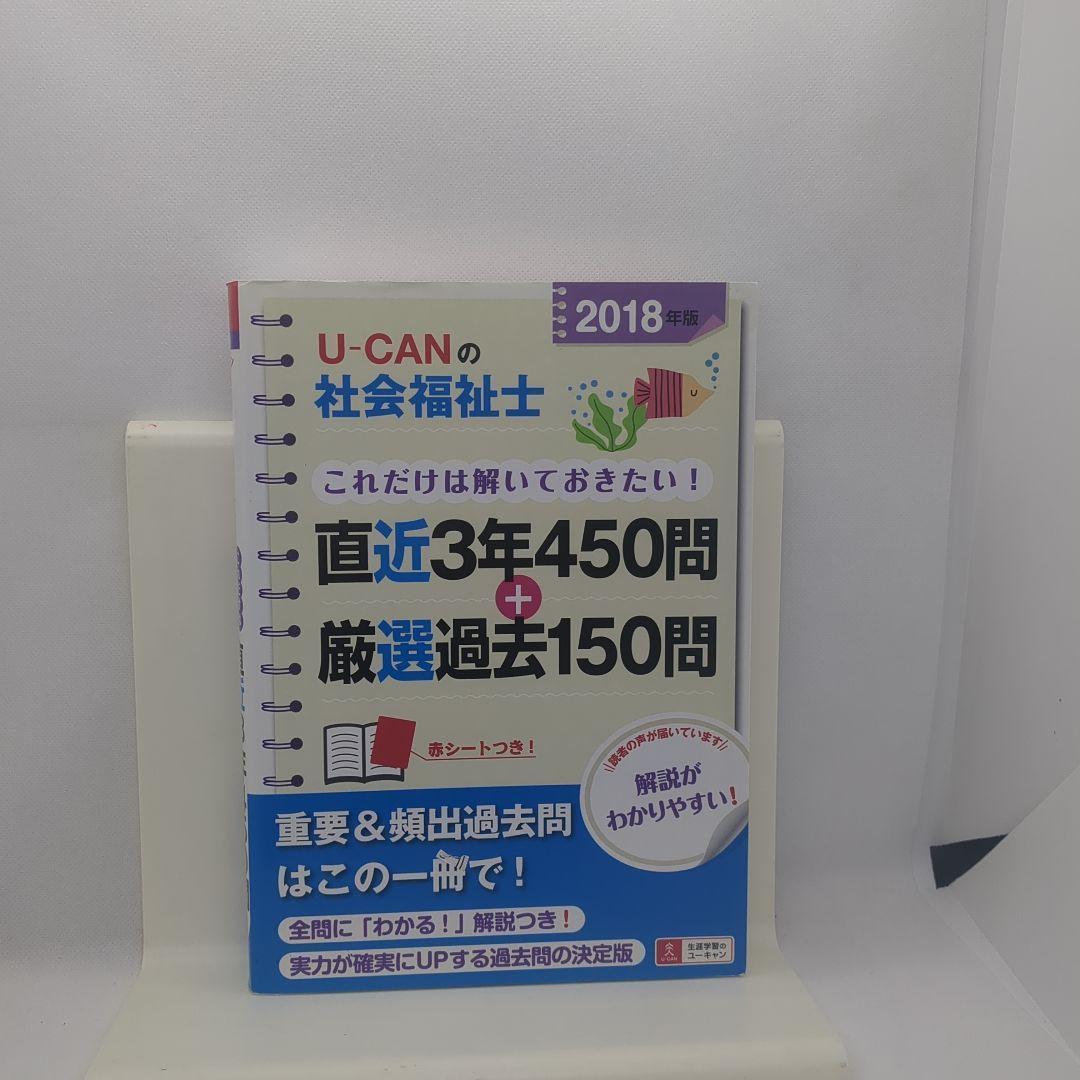 2018年版
U-CANの
社会福祉士
これだけは解いておきたい！
直近3年450問
+
厳選過去150問
赤シートつき！
\\読者の声が届いています//
解説が
わかりやすい！
重要＆頻出過去問
はこの一冊で！
全問に「わかる！」解説つき！
実力が確実にUPする過去問の決定版
U-CAN
生涯学習の
ユーキャン